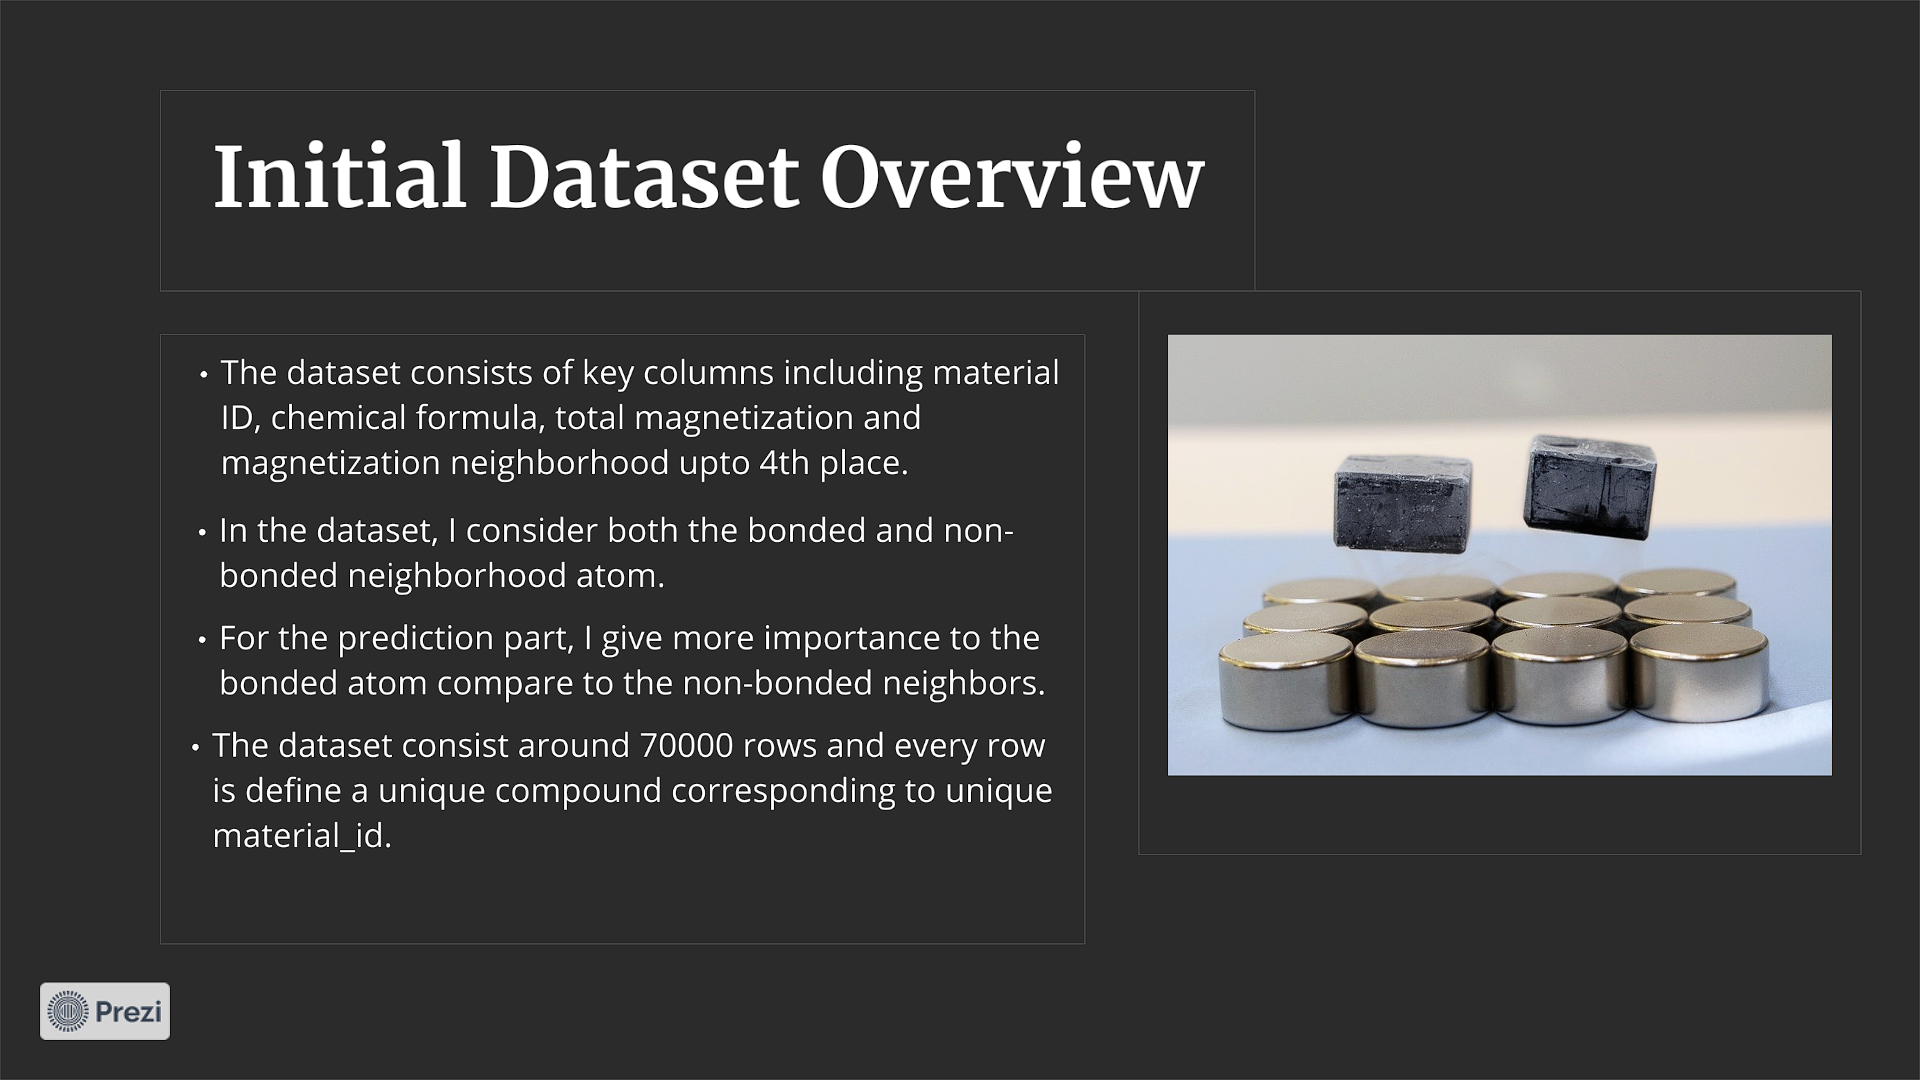 Initial Dataset Overview
• The dataset consists of key columns including material
ID, chemical formula, total magnetization and
magnetization neighborhood upto 4th place.
• In the dataset, I consider both the bonded and non-
bonded neighborhood atom.
• For the prediction part, I give more importance to the
bonded atom compare to the non-bonded neighbors.
• The dataset consist around 70000 rows and every row
is define a unique compound corresponding to unique
material_id.
Prezi